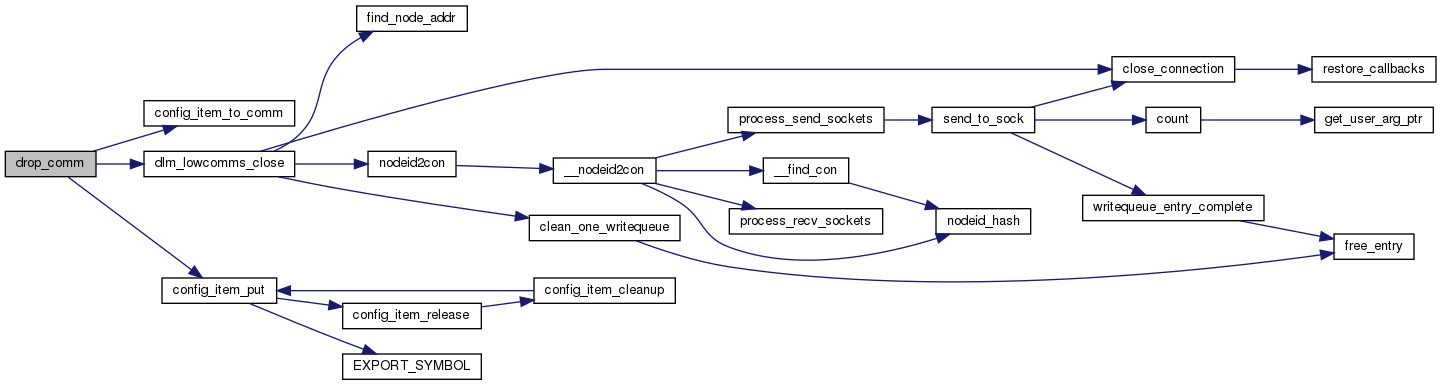 find_node_addr
close_connection
restore_callbacks
config_item_to_comm
process_send_sockets
send_to_sock
count
get_user_arg_ptr
drop_comm
dlm_lowcomms_close
nodeid2con
__nodeid2con
__find_con
writequeue_entry_complete
process_recv_sockets
nodeid_hash
clean_one_writequeue
free_entry
config_item_put
config_item_cleanup
config_item_release
EXPORT_SYMBOL